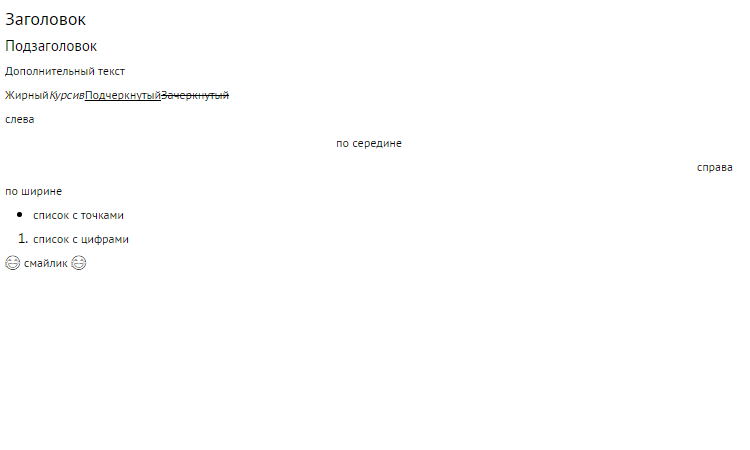 Заголовок
Подзаголовок
Дополнительный текст
ЖирныйКурсивПодчеркнутыйЗачеркнутый
слева
по середине
справа
по ширине
• список с точками
1. список с цифрами
😄 смайлик 😄